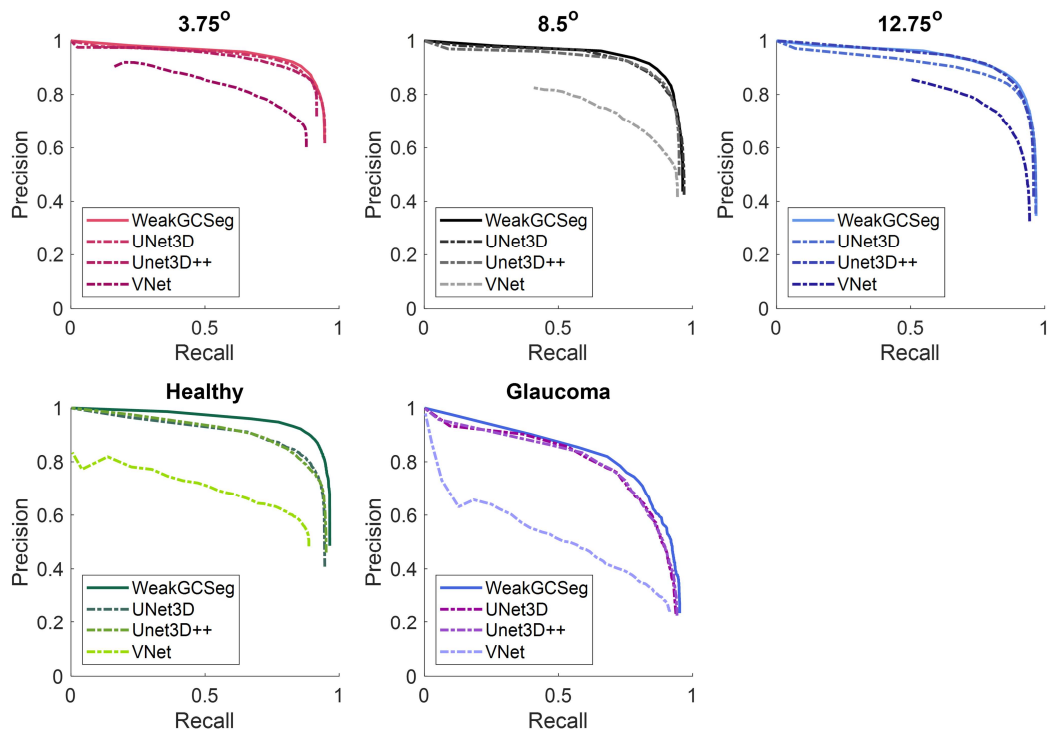 3.75°
Precision
1
0.8
0.6
0.4
0.2
0
WeakGCSeg
UNet3D
Unet3D++
VNet
0
0.5
1
Recall
8.5°
Precision
1
0.8
0.6
0.4
0.2
0
WeakGCSeg
UNet3D
Unet3D++
VNet
0
0.5
1
Recall
12.75°
Precision
1
0.8
0.6
0.4
0.2
0
WeakGCSeg
UNet3D
Unet3D++
VNet
0
0.5
1
Recall
Healthy
Precision
1
0.8
0.6
0.4
0.2
0
WeakGCSeg
UNet3D
Unet3D++
VNet
0
0.5
1
Recall
Glaucoma
Precision
1
0.8
0.6
0.4
0.2
0
WeakGCSeg
UNet3D
Unet3D++
VNet
0
0.5
1
Recall